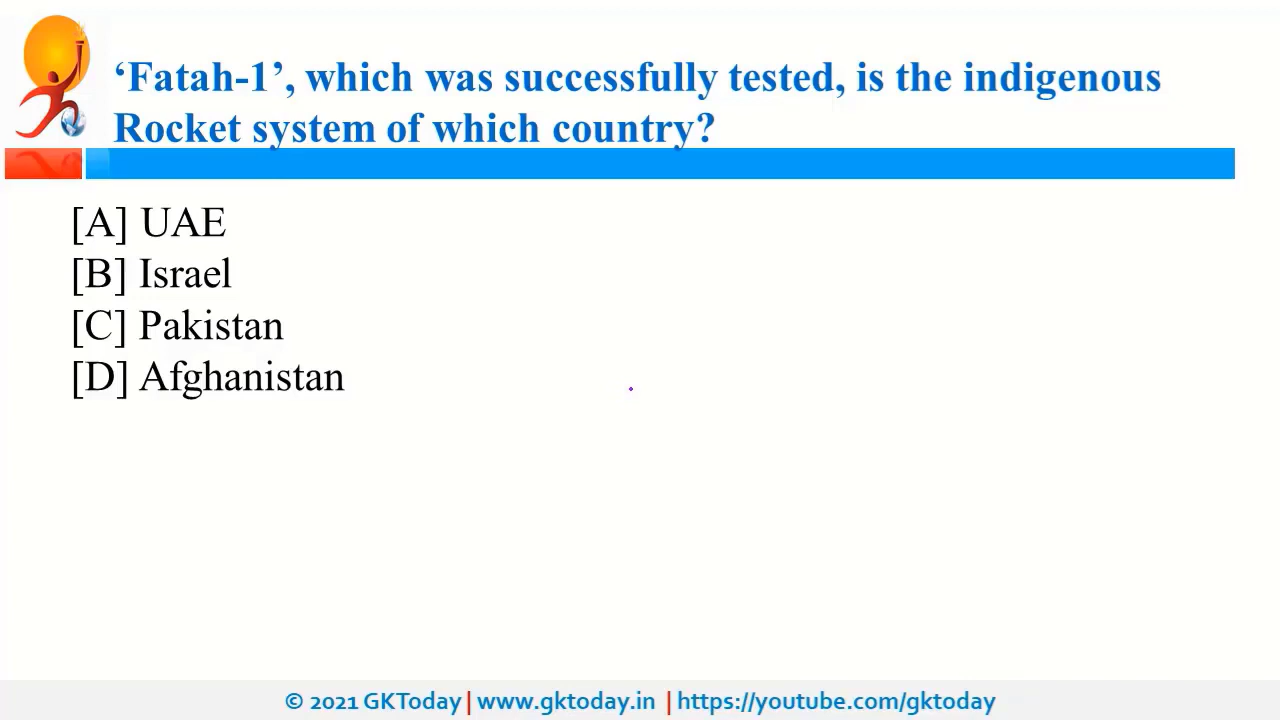 ‘Fatah-1’, which was successfully tested, is the indigenous
Rocket system of which country?
[A] UAE
[B] Israel
[C] Pakistan
[D] Afghanistan
© 2021 GKToday | www.gktoday.in | https://youtube.com/gktoday